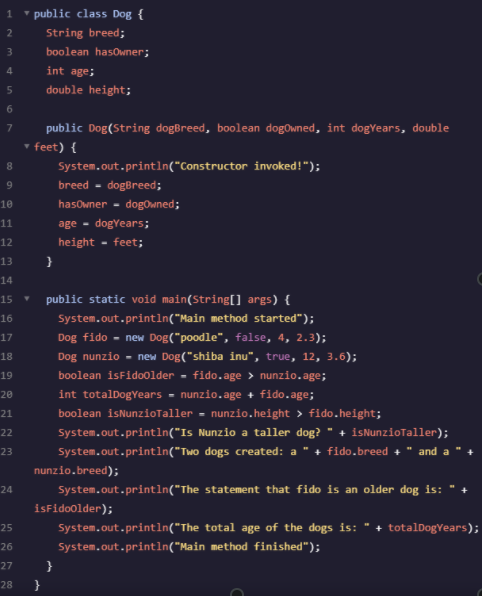 1 public class Dog {
2 String breed;
3 boolean hasOwner;
4 int age;
5 double height;
6
7 public Dog(String dogBreed, boolean dogOwned, int dogYears, double
feet) {
8 System.out.println("Constructor invoked!");
9 breed = dogBreed;
10 hasOwner = dogOwned;
11 age = dogYears;
12 height = feet;
13 }
14
15 public static void main(String[] args) {
16 System.out.println("Main method started");
17 Dog fido = new Dog("poodle", false, 4, 2.3);
18 Dog nunzio = new Dog("shiba inu", true, 12, 3.6);
19 boolean isFidoOlder = fido.age > nunzio.age;
20 int totalDogYears = nunzio.age + fido.age;
21 boolean isNunzioTaller = nunzio.height > fido.height;
22 System.out.println("Is Nunzio a taller dog? " + isNunzioTaller);
23 System.out.println("Two dogs created: a " + fido.breed + " and a " +
nunzio.breed);
24 System.out.println("The statement that fido is an older dog is: " +
isFidoOlder);
25 System.out.println("The total age of the dogs is: " + totalDogYears);
26 System.out.println("Main method finished");
27 }
28 }